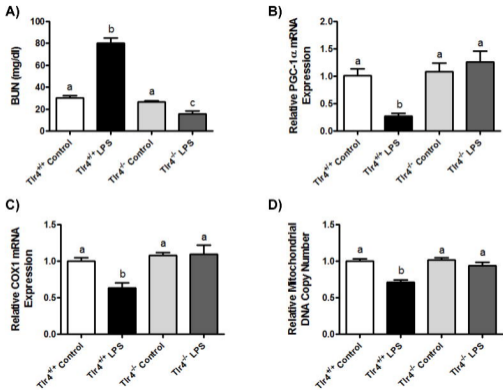 A)
BUN (mg/dl)
100
80
60
40
20
0
a
b
a
c
Tlr4+/+ Control
Tlr4+/+ LPS
Tlr4-/- Control
Tlr4-/- LPS
B)
Relative PGC-1α mRNA
Expression
1.5
1.0
0.5
0.0
a
b
a
a
Tlr4+/+ Control
Tlr4+/+ LPS
Tlr4-/- Control
Tlr4-/- LPS
C)
Relative COX1 mRNA
Expression
1.5
1.0
0.5
0.0
a
b
a
a
Tlr4+/+ Control
Tlr4+/+ LPS
Tlr4-/- Control
Tlr4-/- LPS
D)
Relative Mitochondrial
DNA Copy Number
1.5
1.0
0.5
0.0
a
b
a
a
Tlr4+/+ Control
Tlr4+/+ LPS
Tlr4-/- Control
Tlr4-/- LPS